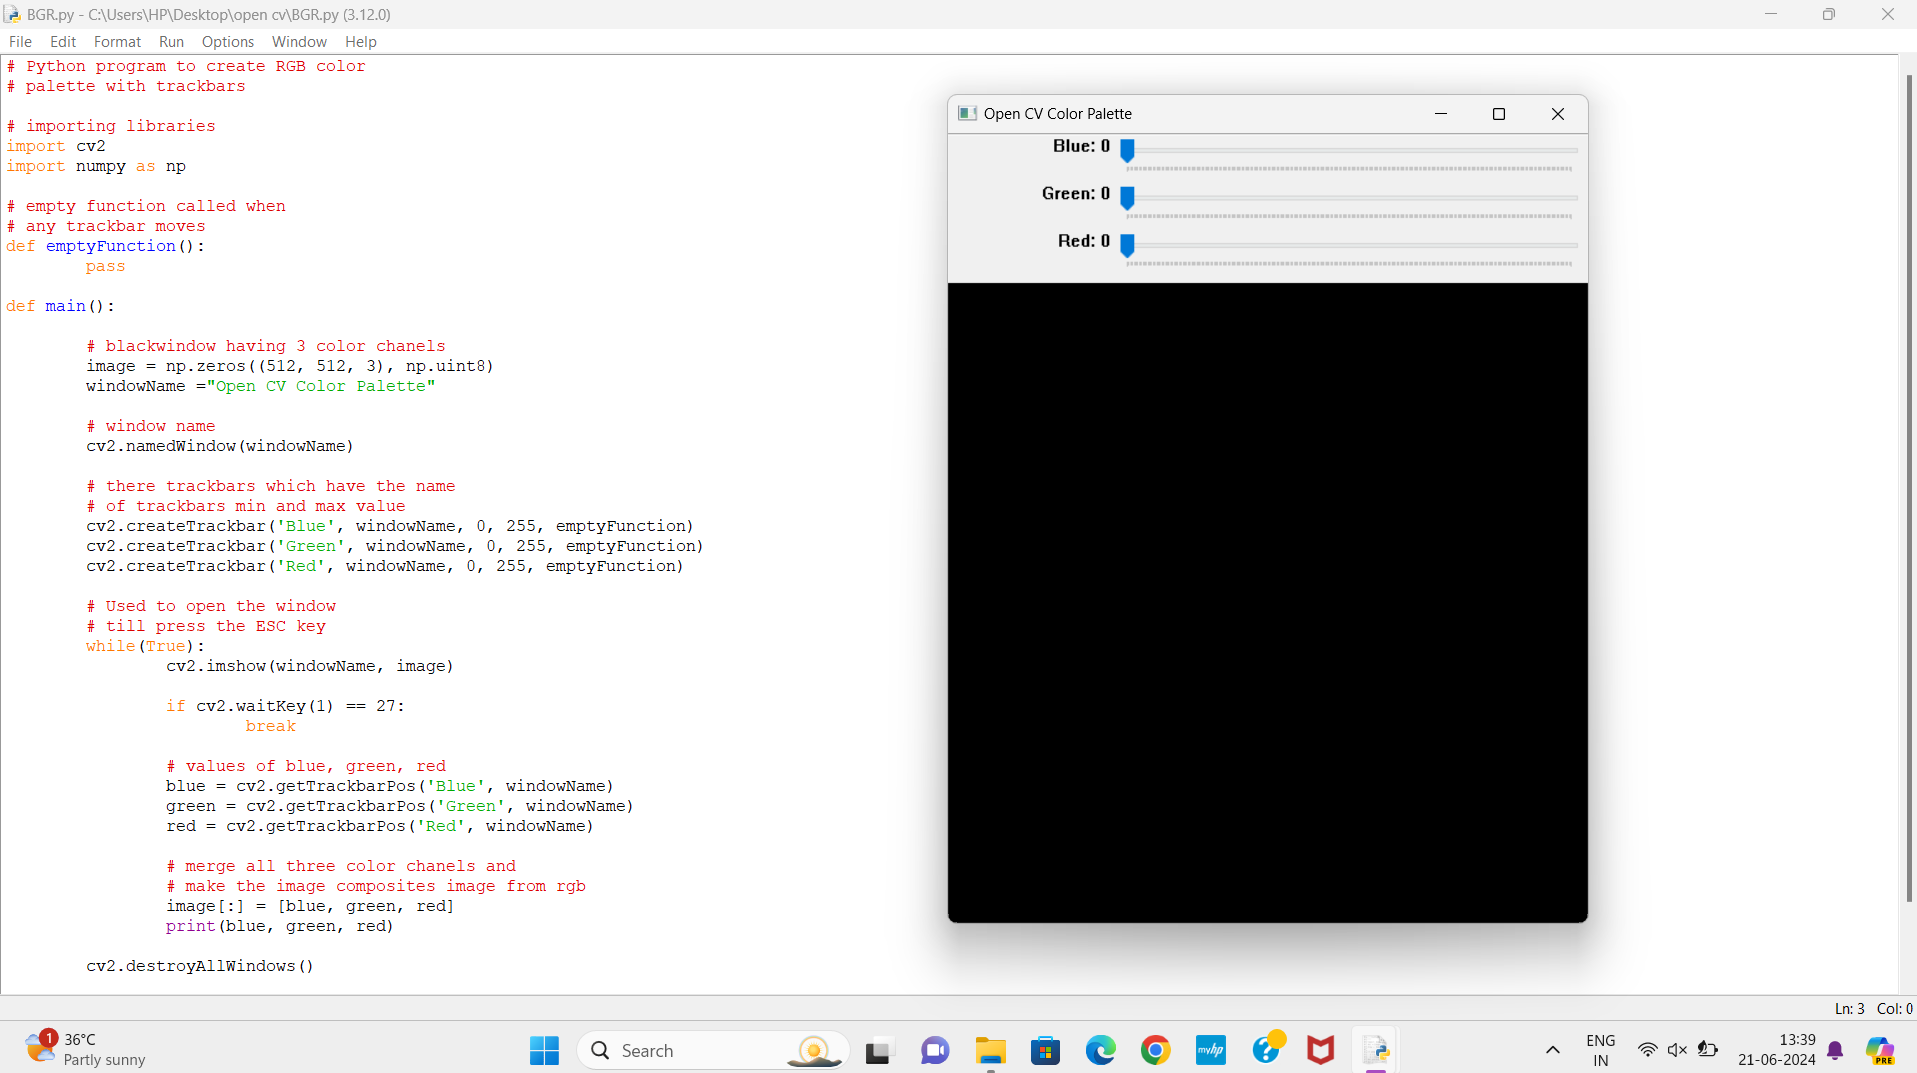 BGR.py - C:\Users\HP\Desktop\open cv\BGR.py (3.12.0)
File Edit Format Run Options Window Help
# Python program to create RGB color
# palette with trackbars
# importing libraries
import cv2
import numpy as np
# empty function called when
# any trackbar moves
def emptyFunction():
pass
def main():
# blackwindow having 3 color chanels
image = np.zeros((512, 512, 3), np.uint8)
windowName ="Open CV Color Palette"
# window name
cv2.namedWindow(windowName)
# there trackbars which have the name
# of trackbars min and max value
cv2.createTrackbar('Blue', windowName, 0, 255, emptyFunction)
cv2.createTrackbar('Green', windowName, 0, 255, emptyFunction)
cv2.createTrackbar('Red', windowName, 0, 255, emptyFunction)
# Used to open the window
# till press the ESC key
while(True):
cv2.imshow(windowName, image)
if cv2.waitKey(1) == 27:
break
# values of blue, green, red
blue = cv2.getTrackbarPos('Blue', windowName)
green = cv2.getTrackbarPos('Green', windowName)
red = cv2.getTrackbarPos('Red', windowName)
# merge all three color chanels and
# make the image composites image from rgb
image[:] = [blue, green, red]
print(blue, green, red)
cv2.destroyAllWindows()
Open CV Color Palette
Blue: 0
Green: 0
Red: 0
Ln: 3 Col: 0
1
36°C
Partly sunny
Search
myhp
?
ENG
IN
13:39
21-06-2024
PRE